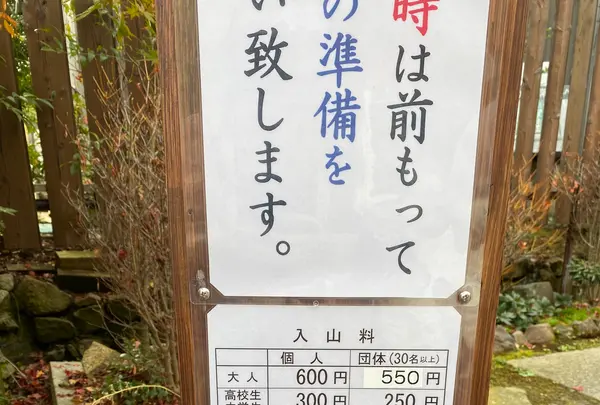 時は前もって
の準備を
い致します。
入山料
個人 団体(30名以上)
大人 600円 550円
高校生 300円 250円